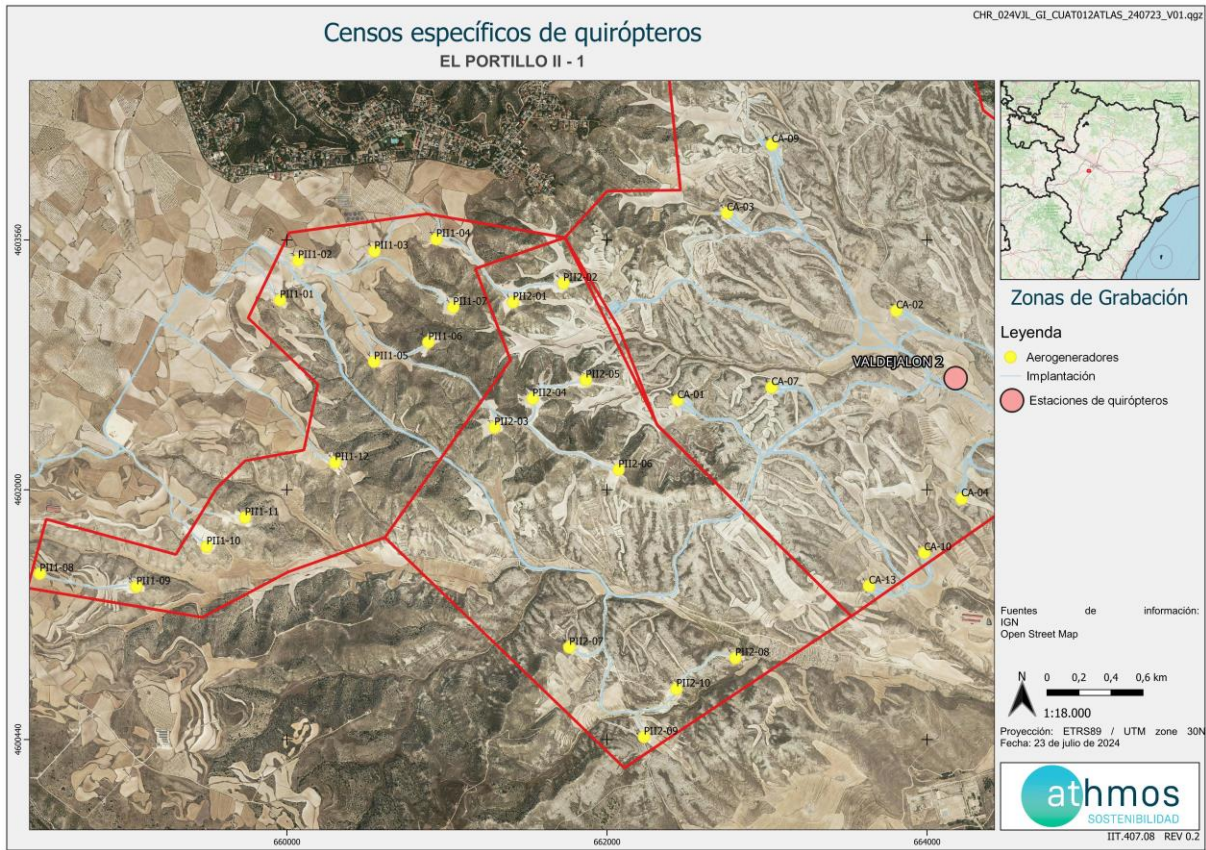 CHR_024VJL_GI_CUAT012ATLAS_240723_V01.qgz
Censos específicos de quirópteros
EL PORTILLO II - 1
CA-09
CA-03
PII1-04
PII1-03
PII1-02
PII2-02
PII1-01
PII1-07
PII2-01
CA-02
PII1-06
PII1-05
VALDEJALON 2
PII2-05
CA-07
PII2-04
CA-01
PII2-03
PII1-12
PII2-06
CA-04
PII1-11
PII1-10
CA-10
PII1-08
PII1-09
CA-13
PII2-07
PII2-08
PII2-10
PII2-09
4603560
4602000
4600440
660000
662000
664000
Zonas de Grabación
Leyenda
Aerogeneradores
Implantación
Estaciones de quirópteros
Fuentes de información:
IGN
Open Street Map
N
0 0,2 0,4 0,6 km
1:18.000
Proyección: ETRS89 / UTM zone 30N
Fecha: 23 de julio de 2024
athmos
SOSTENIBILIDAD
IIT.407.08 REV 0.2